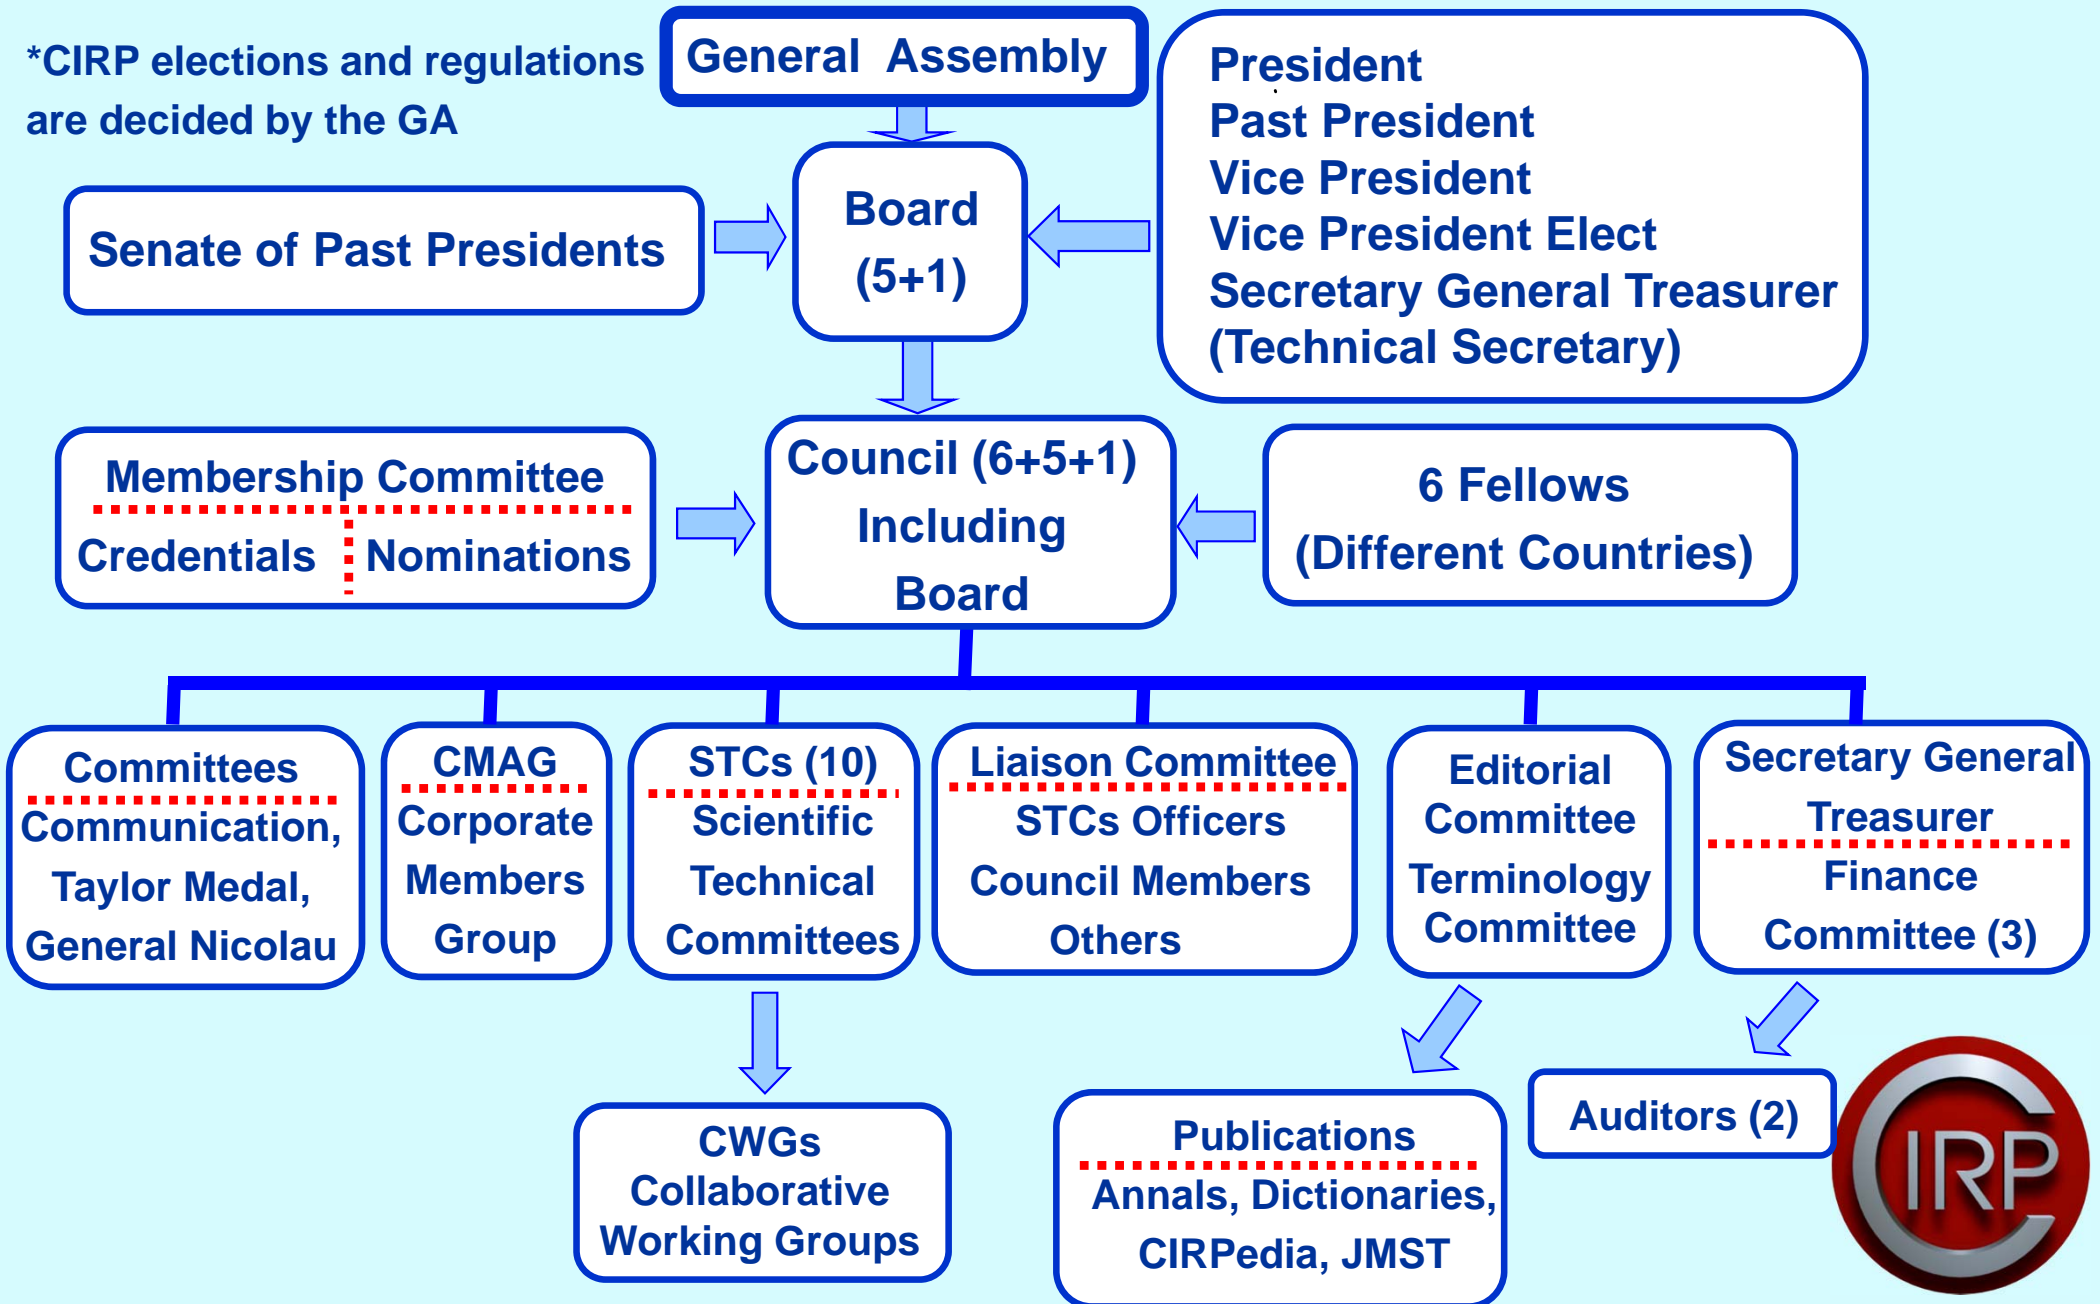 *CIRP elections and regulations
are decided by the GA
General Assembly
President
Past President
Vice President
Vice President Elect
Secretary General Treasurer
(Technical Secretary)
Senate of Past Presidents
Board
(5+1)
Membership Committee
Credentials
Nominations
Council (6+5+1)
Including
Board
6 Fellows
(Different Countries)
Committees
Communication,
Taylor Medal,
General Nicolau
CMAG
Corporate
Members
Group
STCs (10)
Scientific
Technical
Committees
Liaison Committee
STCs Officers
Council Members
Others
Editorial
Committee
Terminology
Committee
Secretary General
Treasurer
Finance
Committee (3)
CWGs
Collaborative
Working Groups
Publications
Annals, Dictionaries,
CIRPedia, JMST
Auditors (2)
CIRP